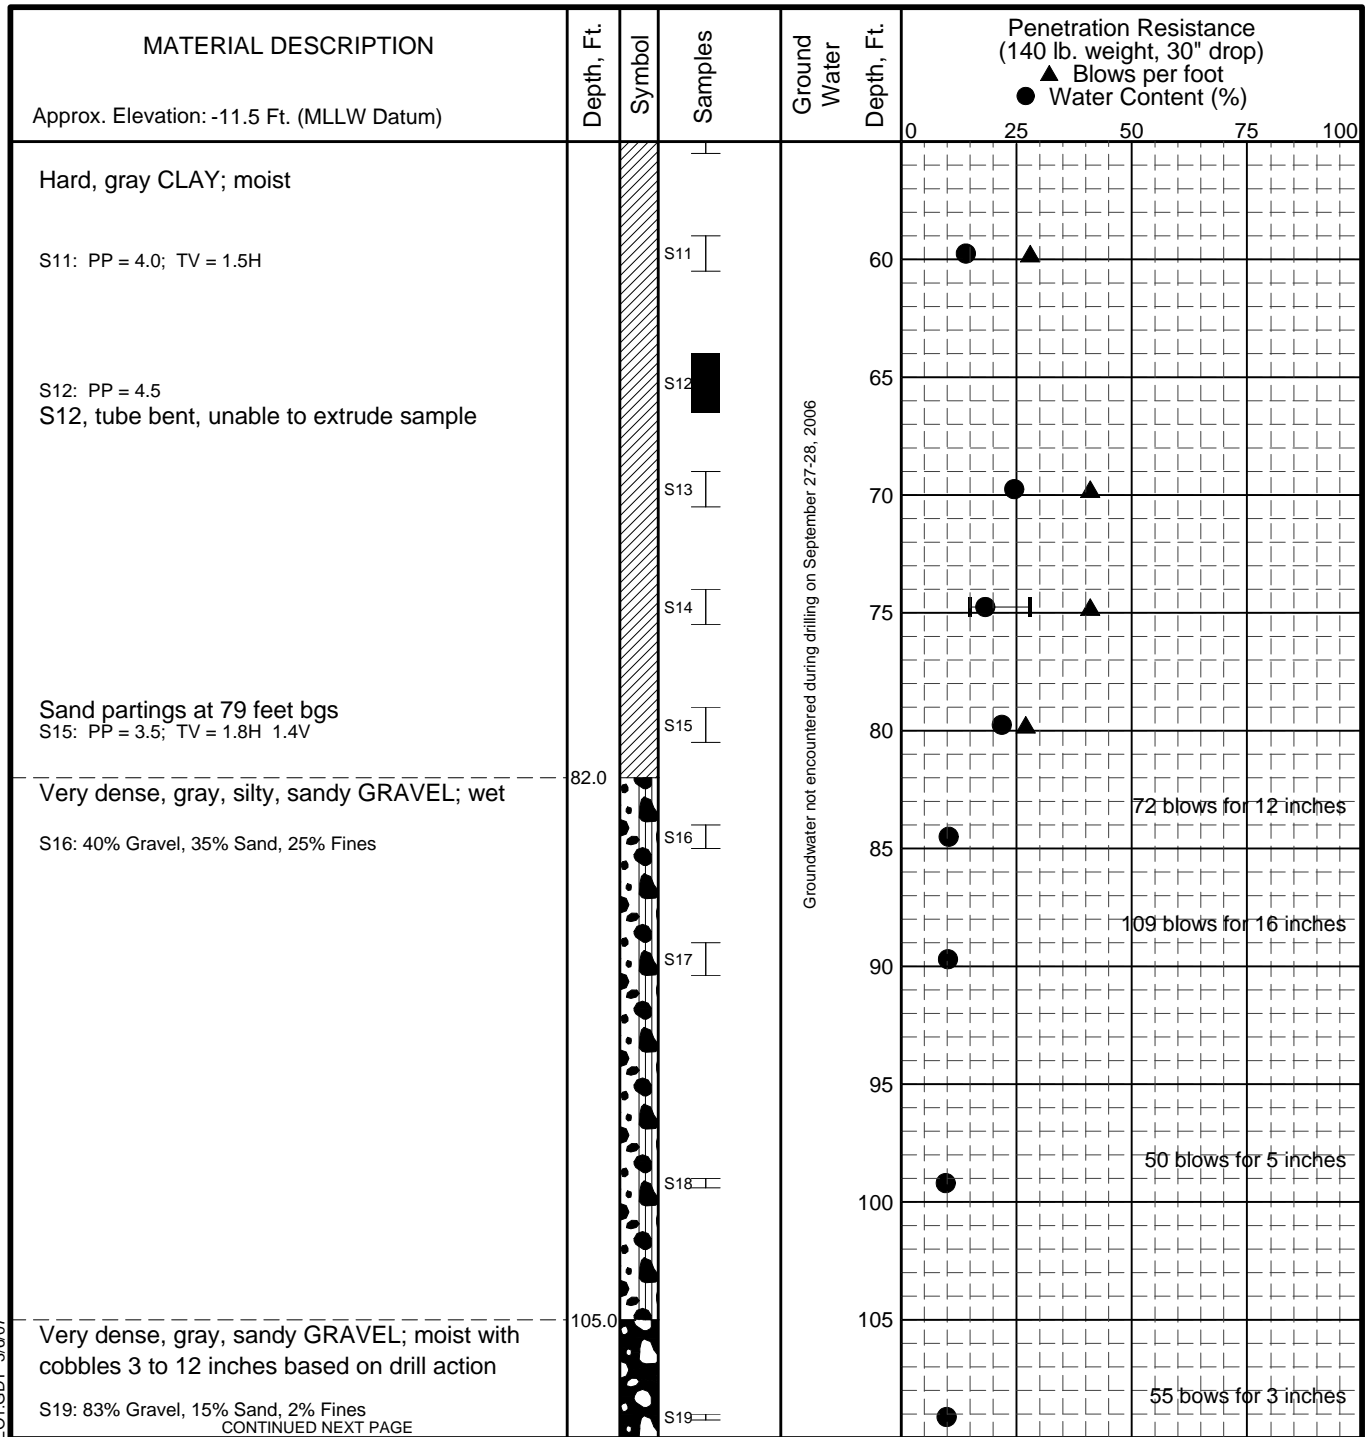 MATERIAL DESCRIPTION
Approx. Elevation: -11.5 Ft. (MLLW Datum)
Depth, Ft.
Symbol
Samples
Ground
Water
Depth, Ft.
Penetration Resistance
(140 lb. weight, 30" drop)
▲ Blows per foot
● Water Content (%)
0 25 50 75 100
Hard, gray CLAY; moist
S11: PP = 4.0; TV = 1.5H
S11
60
65
S12: PP = 4.5
S12
S12, tube bent, unable to extrude sample
Groundwater not encountered during drilling on September 27-28, 2006
S13
70
S14
75
Sand partings at 79 feet bgs
S15: PP = 3.5; TV = 1.8H 1.4V
S15
80
82.0
Very dense, gray, silty, sandy GRAVEL; wet
72 blows for 12 inches
S16: 40% Gravel, 35% Sand, 25% Fines
S16
85
109 blows for 16 inches
S17
90
95
50 blows for 5 inches
S18
100
105.0
105
Very dense, gray, sandy GRAVEL; moist with
cobbles 3 to 12 inches based on drill action
55 bows for 3 inches
S19: 83% Gravel, 15% Sand, 2% Fines
S19
CONTINUED NEXT PAGE